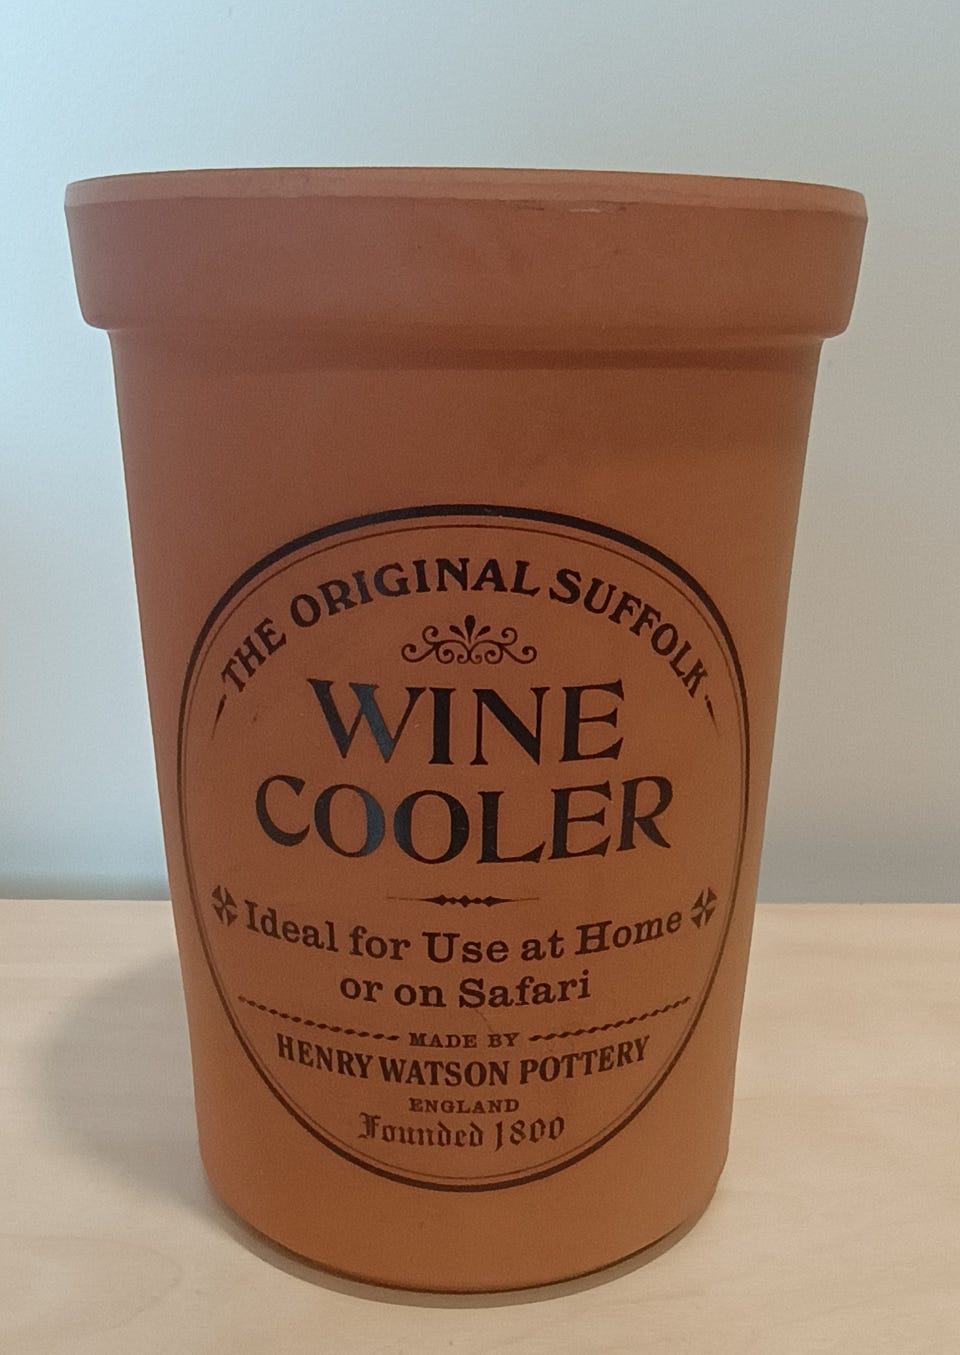 THE ORIGINAL SUFFOLK
WINE
COOLER
Ideal for Use at Home
or on Safari
MADE BY
HENRY WATSON POTTERY
ENGLAND
Founded 1800